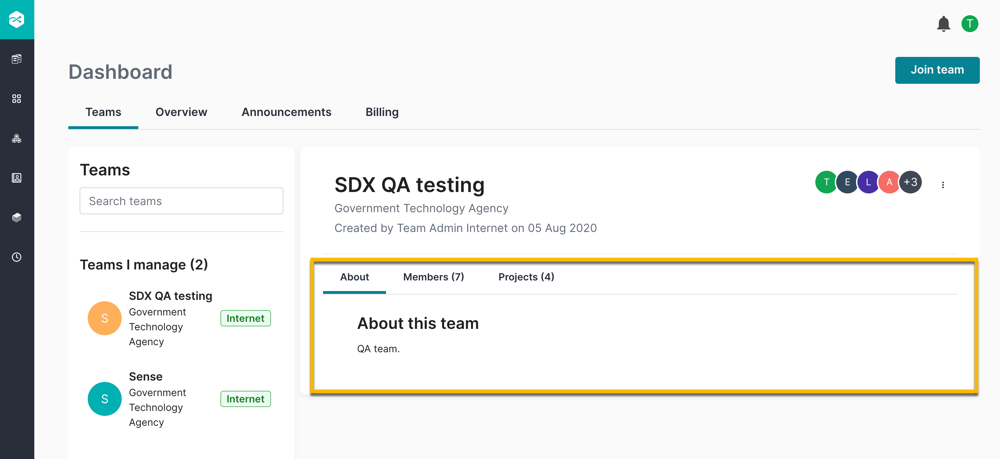 T
Dashboard
Join team
Teams Overview Announcements Billing
Teams
Search teams
Teams I manage (2)
S
SDX QA testing
Government
Technology
Agency
Internet
S
Sense
Government
Technology
Agency
Internet
SDX QA testing
Government Technology Agency
Created by Team Admin Internet on 05 Aug 2020
T E L A +3
About Members (7) Projects (4)
About this team
QA team.